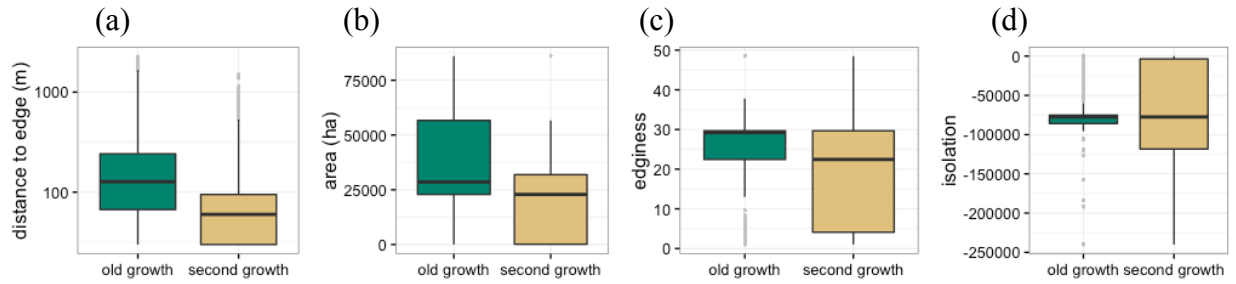 (a)
distance to edge (m)
1000
100
old growth second growth
(b)
area (ha)
75000
50000
25000
0
old growth second growth
(c)
edginess
50
40
30
20
10
0
old growth second growth
(d)
isolation
0
-50000
-100000
-150000
-200000
-250000
old growth second growth